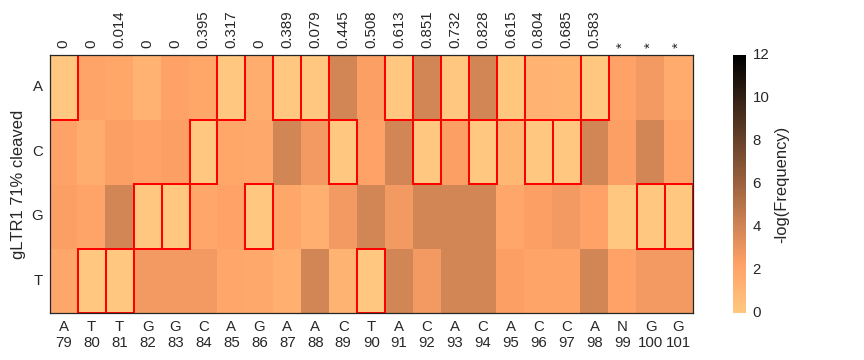 0 0 0.014 0 0 0.395 0.317 0 0.389 0.079 0.445 0.508 0.613 0.851 0.732 0.828 0.615 0.804 0.685 0.583 * * *
A
C
G
T
gLTR1 71% cleaved
A T T G G C A G A A C T A C A C A C C A N G G
79 80 81 82 83 84 85 86 87 88 89 90 91 92 93 94 95 96 97 98 99 100 101
12
10
8
6
4
2
0
-log(Frequency)